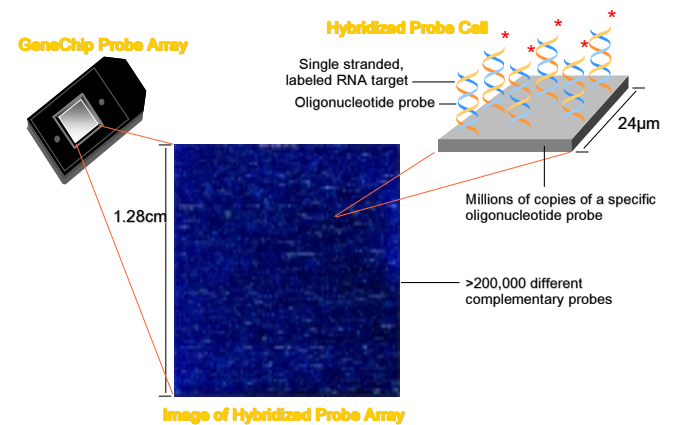 GeneChip Probe Array
Hybridized Probe Cell
Single stranded,
labeled RNA target
Oligonucleotide probe
*
*
*
*
*
24µm
1.28cm
Millions of copies of a specific
oligonucleotide probe
>200,000 different
complementary probes
Image of Hybridized Probe Array